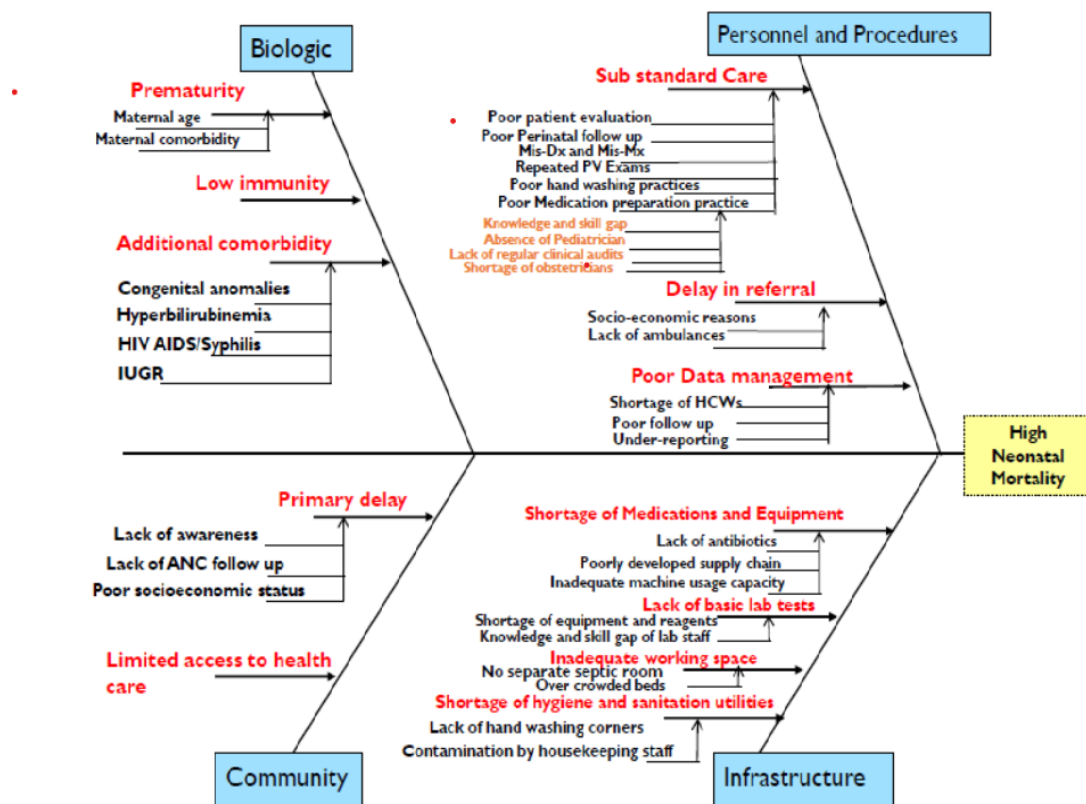 Biologic
Prematurity
Maternal age
Maternal comorbidity
Low immunity
Additional comorbidity
Congenital anomalies
Hyperbilirubinemia
HIV AIDS/Syphilis
IUGR
Personnel and Procedures
Sub standard Care
Poor patient evaluation
Poor Perinatal follow up
Mis-Dx and Mis-Mx
Repeated PV Exams
Poor hand washing practices
Poor Medication preparation practice
Knowledge and skill gap
Absence of Pediatrician
Lack of regular clinical audits
Shortage of obstetricians
Delay in referral
Socio-economic reasons
Lack of ambulances
Poor Data management
Shortage of HCWs
Poor follow up
Under-reporting
High
Neonatal
Mortality
Primary delay
Lack of awareness
Lack of ANC follow up
Poor socioeconomic status
Limited access to health
care
Community
Shortage of Medications and Equipment
Lack of antibiotics
Poorly developed supply chain
Inadequate machine usage capacity
Lack of basic lab tests
Shortage of equipment and reagents
Knowledge and skill gap of lab staff
Inadequate working space
No separate septic room
Over crowded beds
Shortage of hygiene and sanitation utilities
Lack of hand washing corners
Contamination by housekeeping staff
Infrastructure